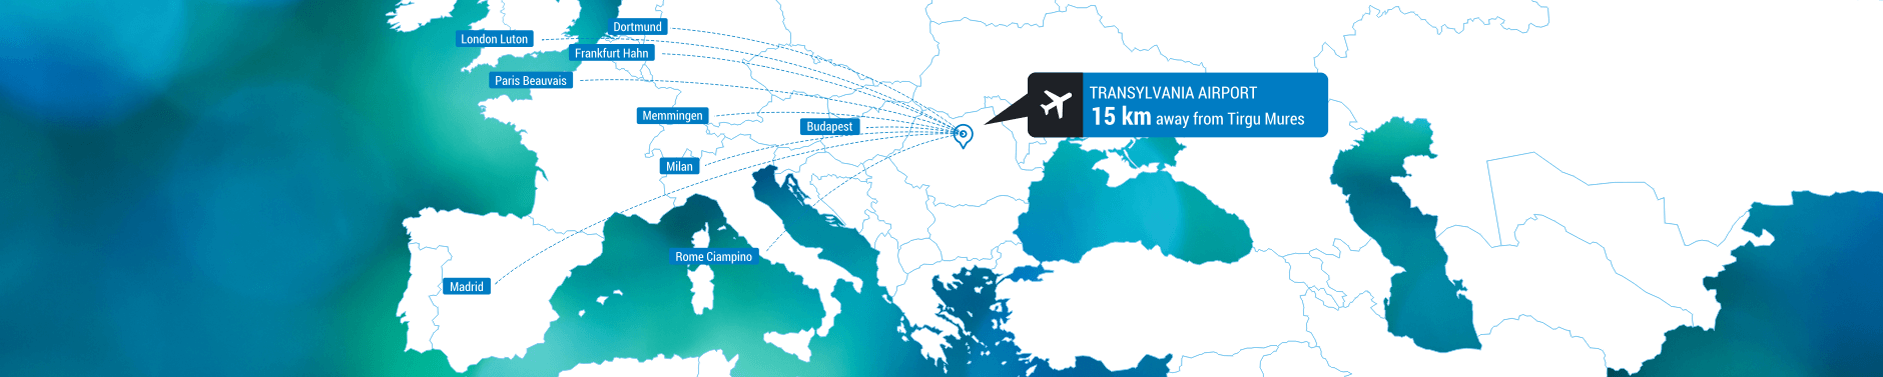 Dortmund
London Luton
Frankfurt Hahn
Paris Beauvais
TRANSYLVANIA AIRPORT
15 km away from Tirgu Mures
Memmingen
Budapest
Milan
Rome Ciampino
Madrid